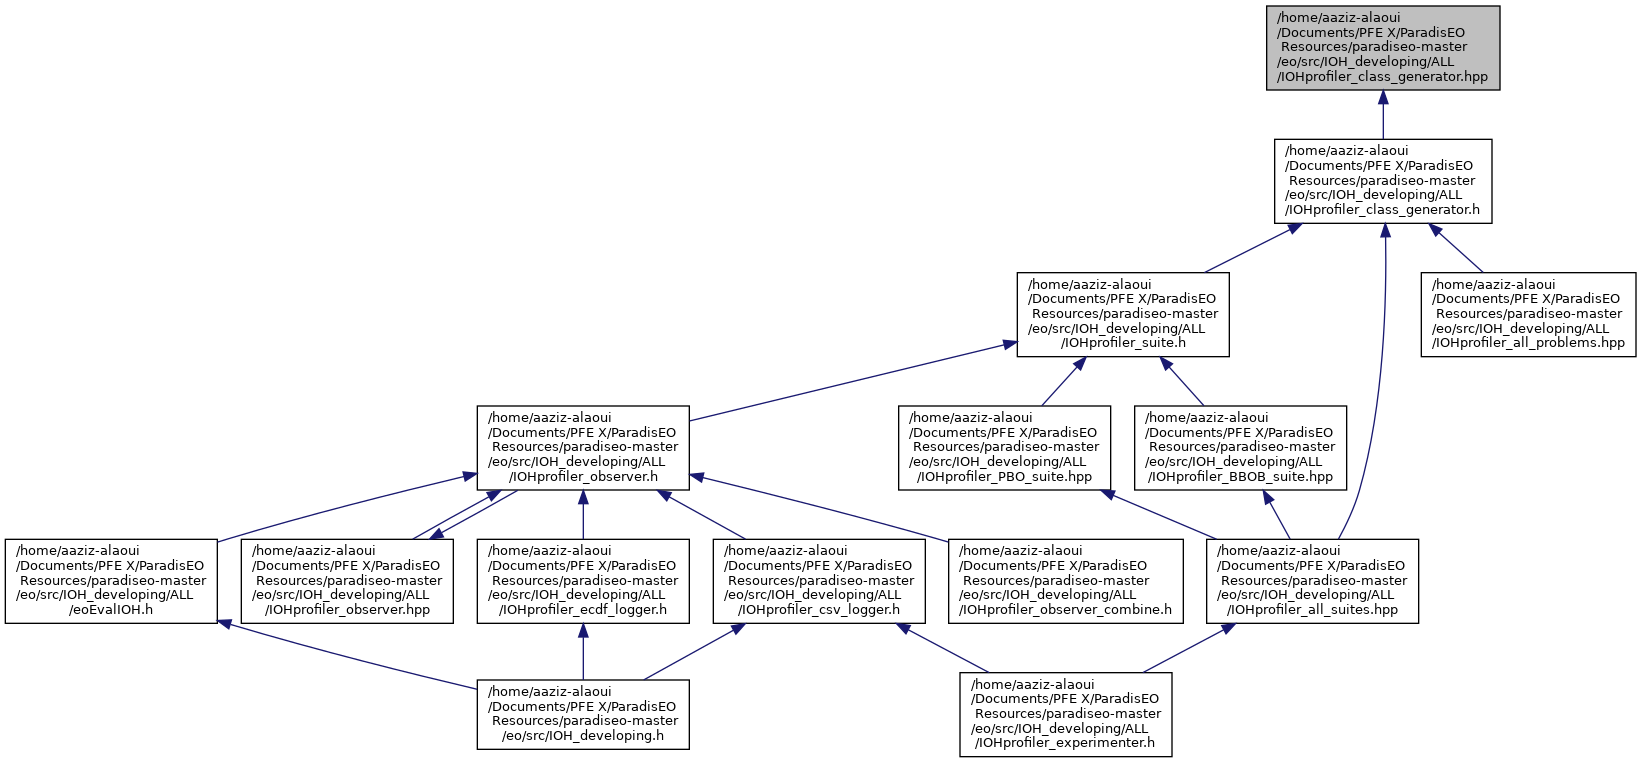 /home/aaziz-alaoui
/Documents/PFE X/ParadisEO
Resources/paradiseo-master
/eo/src/IOH_developing/ALL
/IOHprofiler_class_generator.hpp
/home/aaziz-alaoui
/Documents/PFE X/ParadisEO
Resources/paradiseo-master
/eo/src/IOH_developing/ALL
/IOHprofiler_class_generator.h
/home/aaziz-alaoui
/Documents/PFE X/ParadisEO
Resources/paradiseo-master
/eo/src/IOH_developing/ALL
/IOHprofiler_suite.h
/home/aaziz-alaoui
/Documents/PFE X/ParadisEO
Resources/paradiseo-master
/eo/src/IOH_developing/ALL
/IOHprofiler_all_problems.hpp
/home/aaziz-alaoui
/Documents/PFE X/ParadisEO
Resources/paradiseo-master
/eo/src/IOH_developing/ALL
/IOHprofiler_observer.h
/home/aaziz-alaoui
/Documents/PFE X/ParadisEO
Resources/paradiseo-master
/eo/src/IOH_developing/ALL
/IOHprofiler_PBO_suite.hpp
/home/aaziz-alaoui
/Documents/PFE X/ParadisEO
Resources/paradiseo-master
/eo/src/IOH_developing/ALL
/IOHprofiler_BBOB_suite.hpp
/home/aaziz-alaoui
/Documents/PFE X/ParadisEO
Resources/paradiseo-master
/eo/src/IOH_developing/ALL
/eoEvalIOH.h
/home/aaziz-alaoui
/Documents/PFE X/ParadisEO
Resources/paradiseo-master
/eo/src/IOH_developing/ALL
/IOHprofiler_observer.hpp
/home/aaziz-alaoui
/Documents/PFE X/ParadisEO
Resources/paradiseo-master
/eo/src/IOH_developing/ALL
/IOHprofiler_ecdf_logger.h
/home/aaziz-alaoui
/Documents/PFE X/ParadisEO
Resources/paradiseo-master
/eo/src/IOH_developing/ALL
/IOHprofiler_csv_logger.h
/home/aaziz-alaoui
/Documents/PFE X/ParadisEO
Resources/paradiseo-master
/eo/src/IOH_developing/ALL
/IOHprofiler_observer_combine.h
/home/aaziz-alaoui
/Documents/PFE X/ParadisEO
Resources/paradiseo-master
/eo/src/IOH_developing/ALL
/IOHprofiler_all_suites.hpp
/home/aaziz-alaoui
/Documents/PFE X/ParadisEO
Resources/paradiseo-master
/eo/src/IOH_developing.h
/home/aaziz-alaoui
/Documents/PFE X/ParadisEO
Resources/paradiseo-master
/eo/src/IOH_developing/ALL
/IOHprofiler_experimenter.h